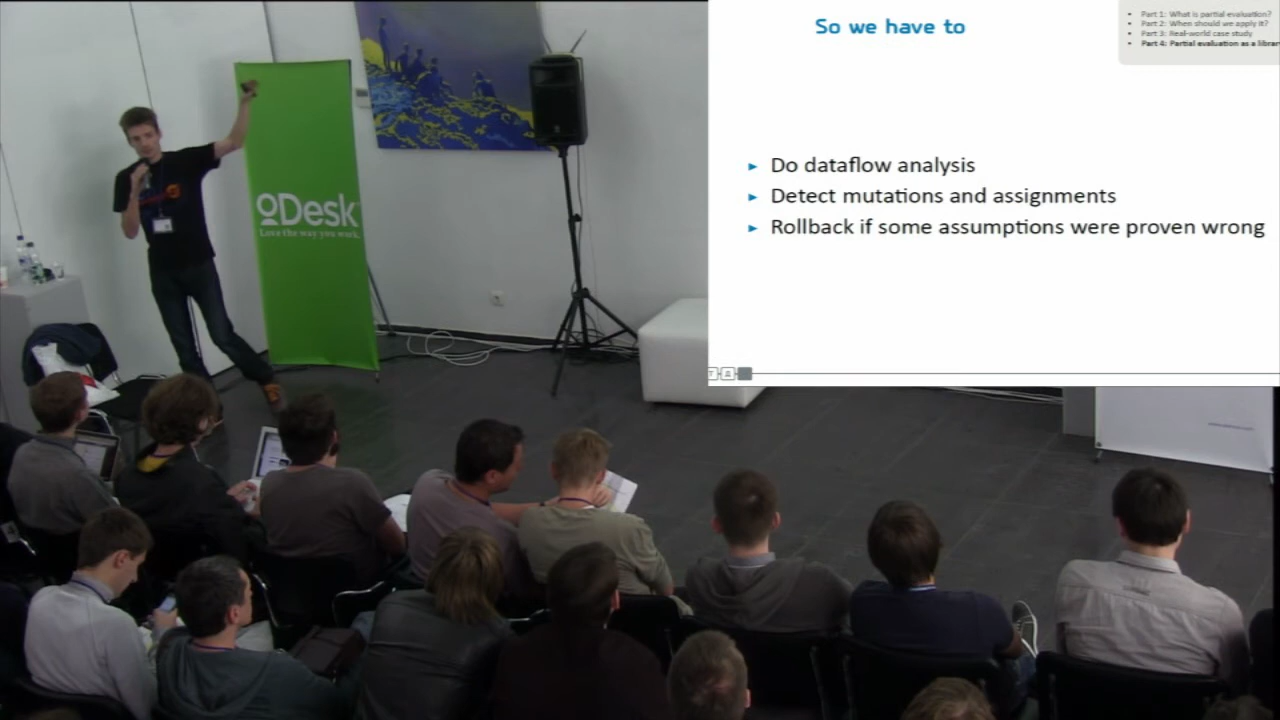 So we have to
Part 1: What is partial evaluation?
Part 2: When should we apply it?
Part 3: Real-world case study
Part 4: Partial evaluation as a librar
Do dataflow analysis
Detect mutations and assignments
Rollback if some assumptions were proven wrong
oDesk
Love the way you work.